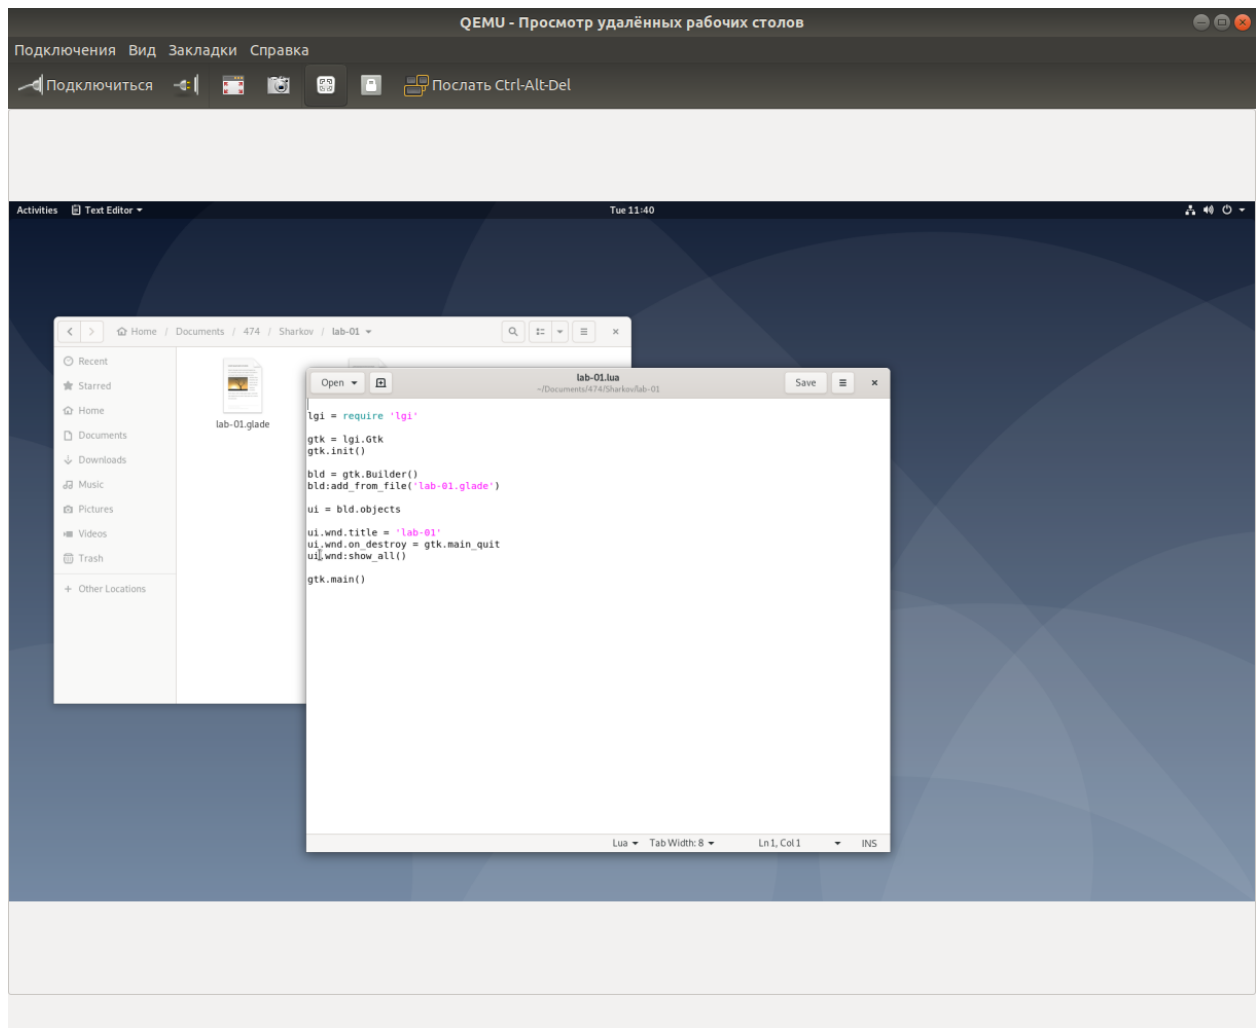 QEMU - Просмотр удалённых рабочих столов
Подключения Вид Закладки Справка
Подключиться Послать Ctrl-Alt-Del
Activities Text Editor Tue 11:40
Home / Documents / 474 / Sharkov / lab-01
Recent
Starred
Home
Documents
Downloads
Music
Pictures
Videos
Trash
+ Other Locations
lab-01.glade
Open lab-01.lua Save
~/Documents/474/Sharkov/lab-01
lgi = require 'lgi'
gtk = lgi.Gtk
gtk.init()
bld = gtk.Builder()
bld:add_from_file('lab-01.glade')
ui = bld.objects
ui.wnd.title = 'lab-01'
ui.wnd.on_destroy = gtk.main_quit
ui.wnd:show_all()
gtk.main()
Lua Tab Width: 8 Ln 1, Col 1 INS